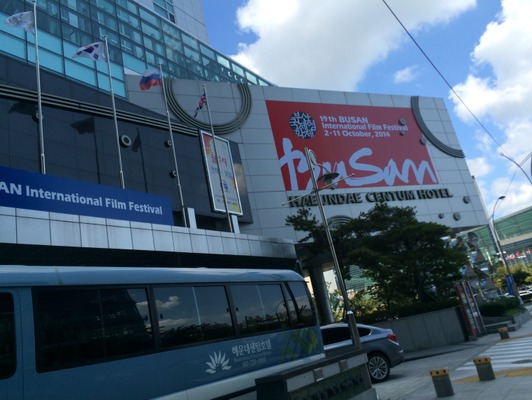 19th BUSAN
International Film Festival
2-11 October, 2014
BuSan
HAEUNDAE CENTUM HOTEL
AN International Film Festival
해운대센텀호텔